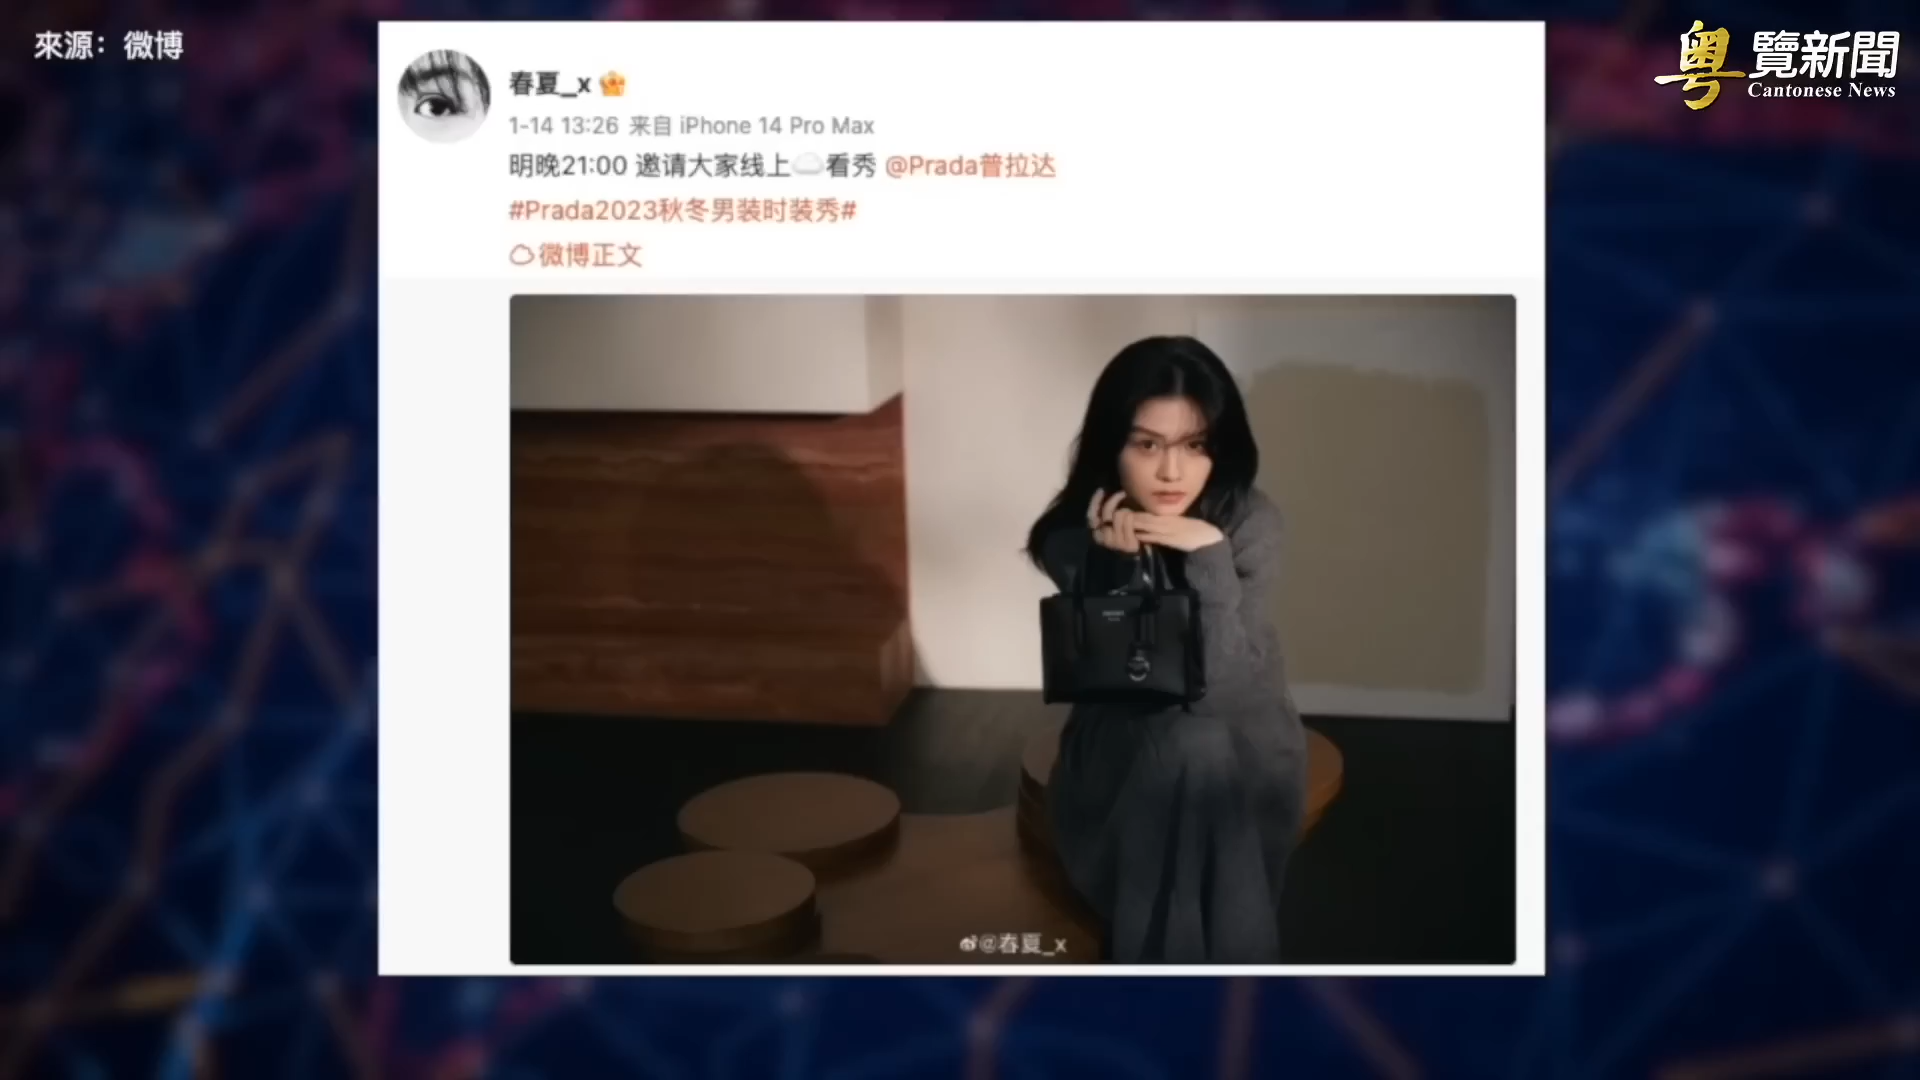 來源：微博
粤覽新聞
Cantonese News
春夏_x
1-14 13:26 来自 iPhone 14 Pro Max
明晚21:00 邀请大家线上☁️看秀 @Prada普拉达
#Prada2023秋冬男装时装秀#
微博正文
@春夏_x